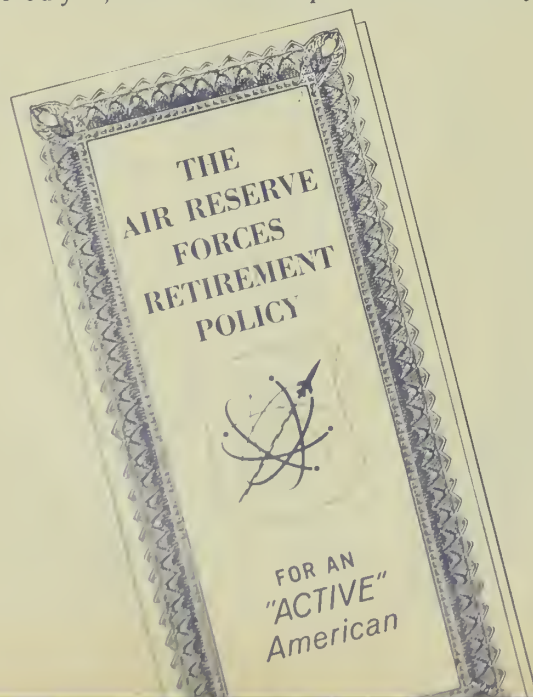 THE
AIR RESERVE
FORCES
RETIREMENT
POLICY
FOR AN
"ACTIVE"
American